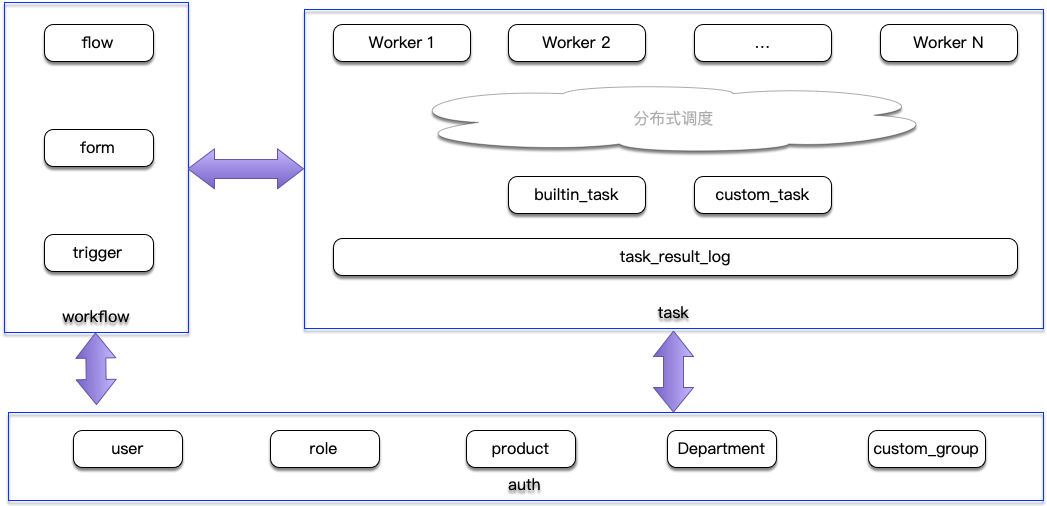 flow
form
trigger
workflow
Worker 1
Worker 2
...
Worker N
分布式调度
builtin_task
custom_task
task_result_log
task
user
role
product
Department
custom_group
auth